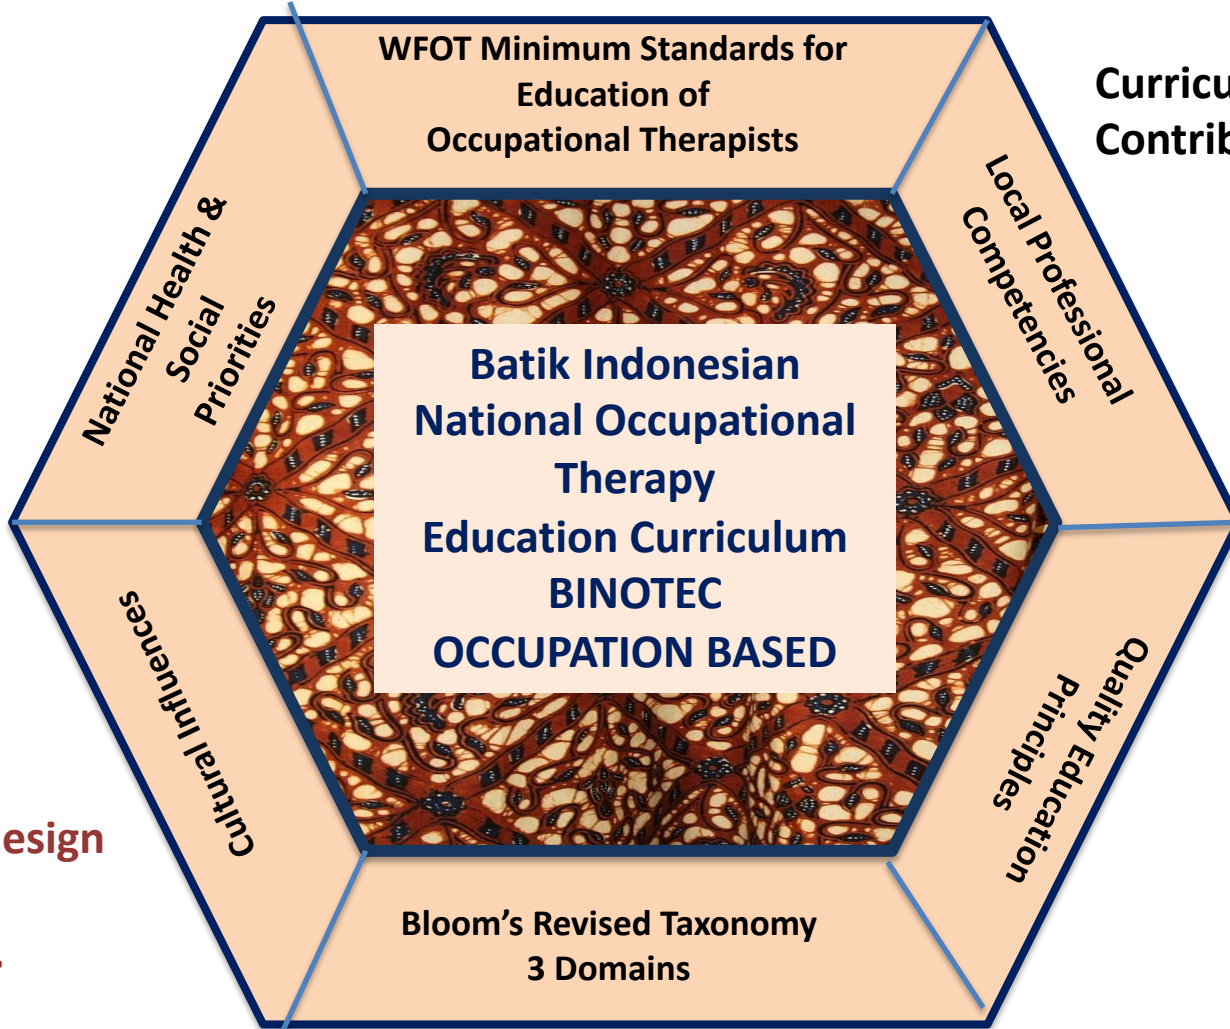 WFOT Minimum Standards for
Education of
Occupational Therapists
Local Professional
Competencies
National Health &
Social
Priorities
Batik Indonesian
National Occupational
Therapy
Education Curriculum
BINOTEC
OCCUPATION BASED
Cultural Influences
Quality Education
Principles
Bloom's Revised Taxonomy
3 Domains